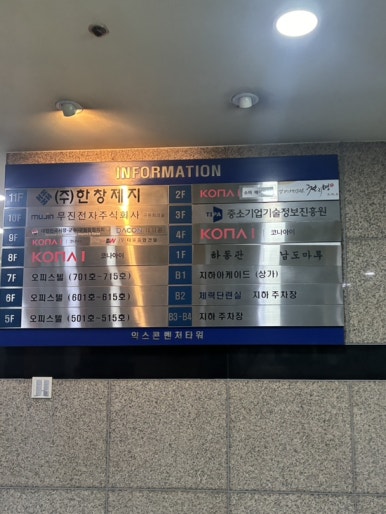 INFORMATION
11F (주)한창제지
10F mujin 무진전자주식회사
9F KONA I
8F KONA I 코나아이
7F 오피스텔 (701호-715호)
6F 오피스텔 (601호-615호)
5F 오피스텔 (501호-515호)
2F KONA I
3F TIPA 중소기업기술정보진흥원
4F KONA I 코나아이
1F 하동관 남도마루
B1 지하아케이드 (상가)
B2 체력단련실 지하 주차장
B3-B4 지하 주차장
익스콘벤처타워